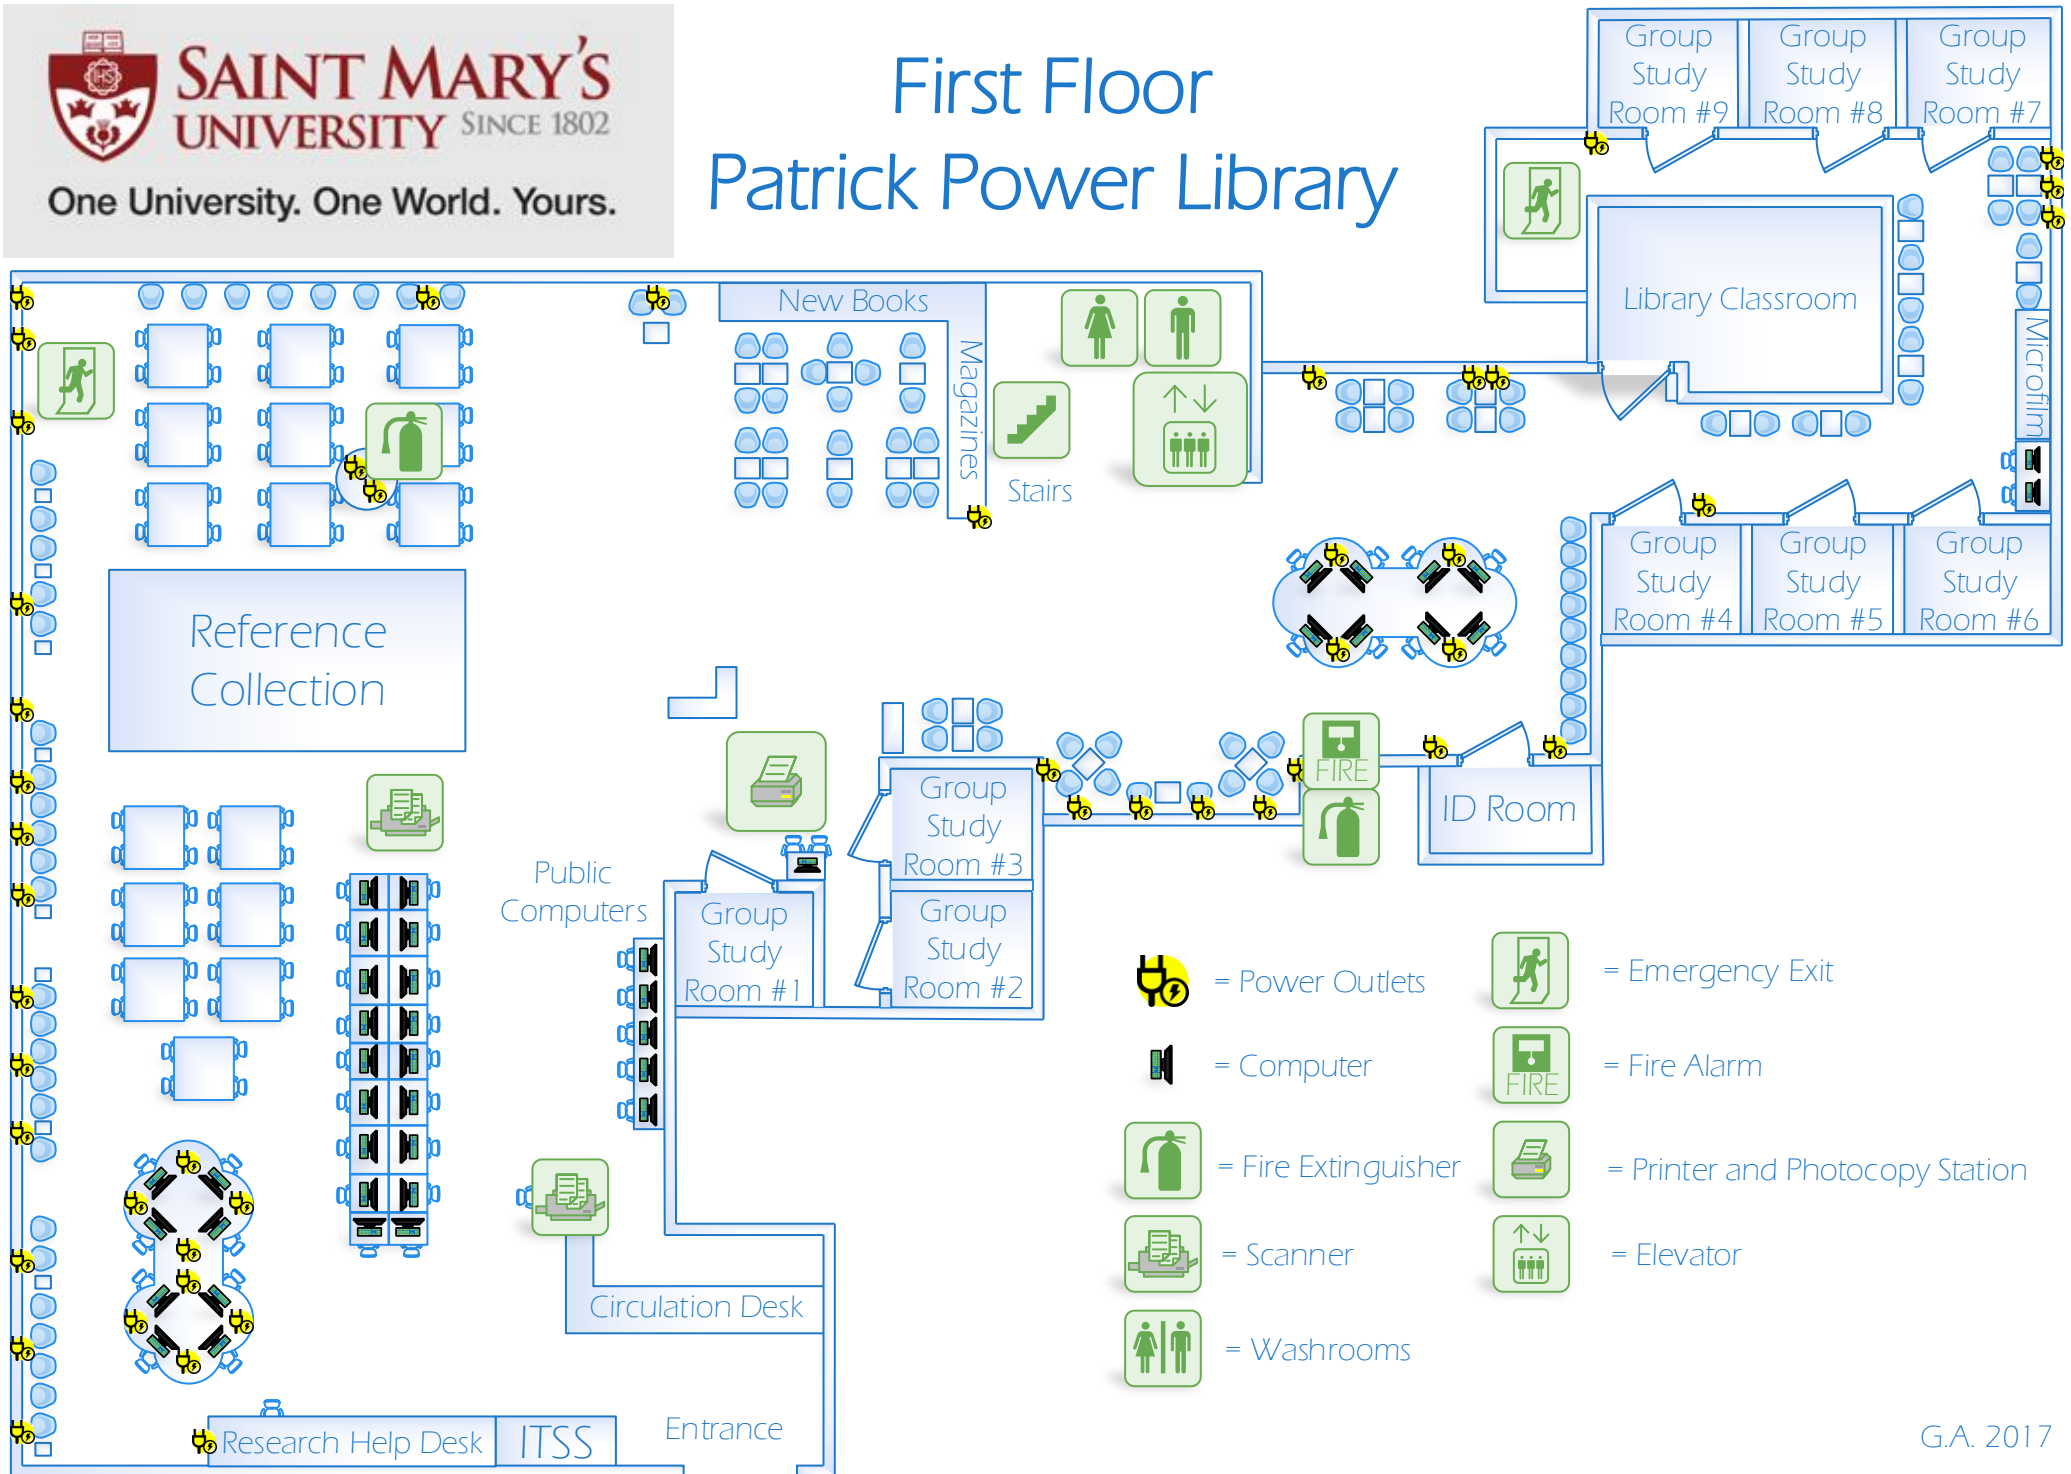 SAINT MARY'S
UNIVERSITY SINCE 1802
One University. One World. Yours.
First Floor
Patrick Power Library
Group
Study
Room #9
Group
Study
Room #8
Group
Study
Room #7
Library Classroom
Microfilm
New Books
Magazines
Stairs
Group
Study
Room #4
Group
Study
Room #5
Group
Study
Room #6
Reference
Collection
FIRE
ID Room
Group
Study
Room #3
Public
Computers
Group
Study
Room #1
Group
Study
Room #2
= Power Outlets
= Emergency Exit
= Computer
FIRE
= Fire Alarm
= Fire Extinguisher
= Printer and Photocopy Station
= Scanner
= Elevator
= Washrooms
Circulation Desk
Research Help Desk
ITSS
Entrance
G.A. 2017
IHS